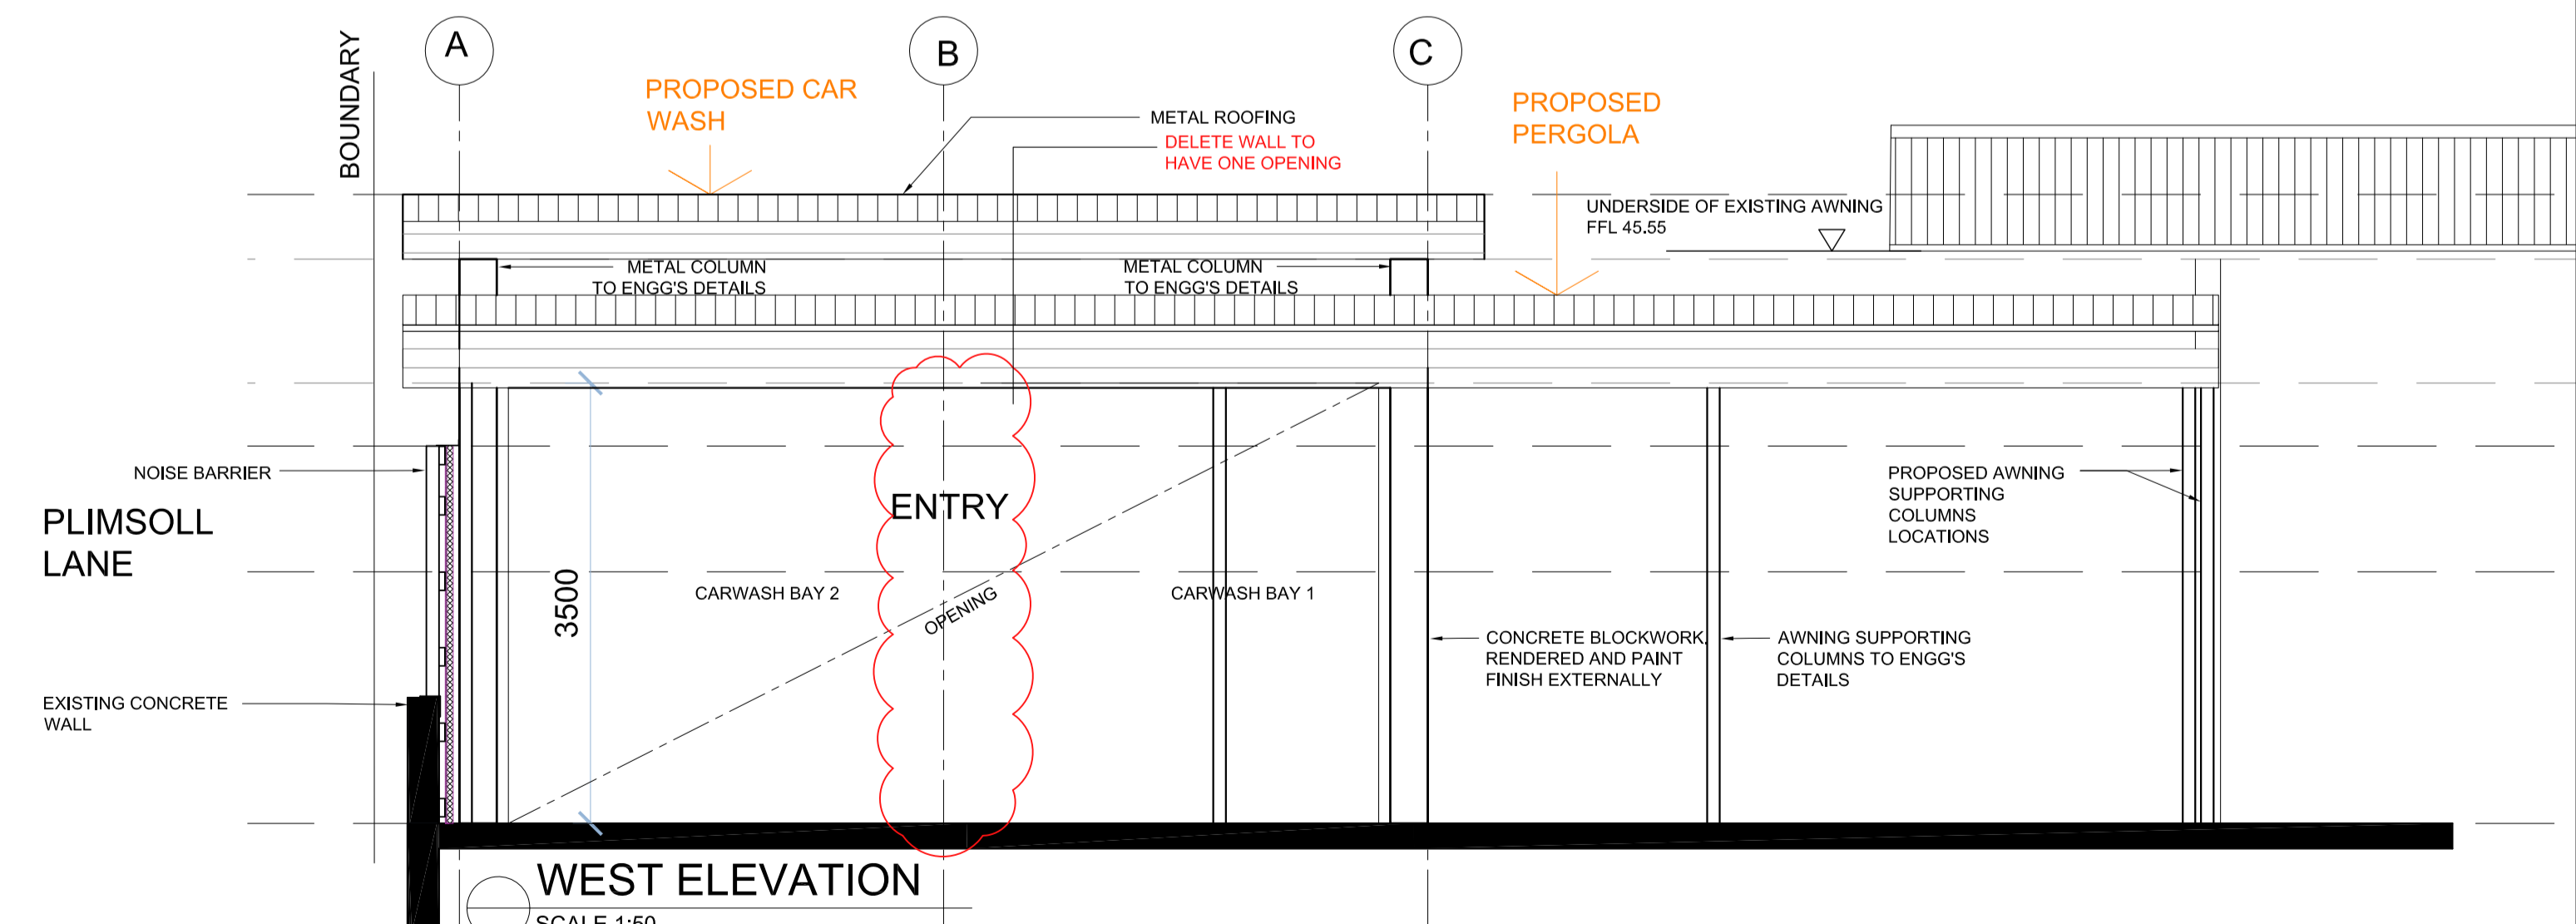 BOUNDARY
A
B
C
PROPOSED CAR
WASH
METAL ROOFING
DELETE WALL TO
HAVE ONE OPENING
PROPOSED
PERGOLA
UNDERSIDE OF EXISTING AWNING
FFL 45.55
METAL COLUMN
TO ENGG'S DETAILS
METAL COLUMN
TO ENGG'S DETAILS
NOISE BARRIER
PLIMSOLL
LANE
ENTRY
3500
CARWASH BAY 2
OPENING
CARWASH BAY 1
PROPOSED AWNING
SUPPORTING
COLUMNS
LOCATIONS
CONCRETE BLOCKWORK,
RENDERED AND PAINT
FINISH EXTERNALLY
AWNING SUPPORTING
COLUMNS TO ENGG'S
DETAILS
EXISTING CONCRETE
WALL
WEST ELEVATION
SCALE 1:50